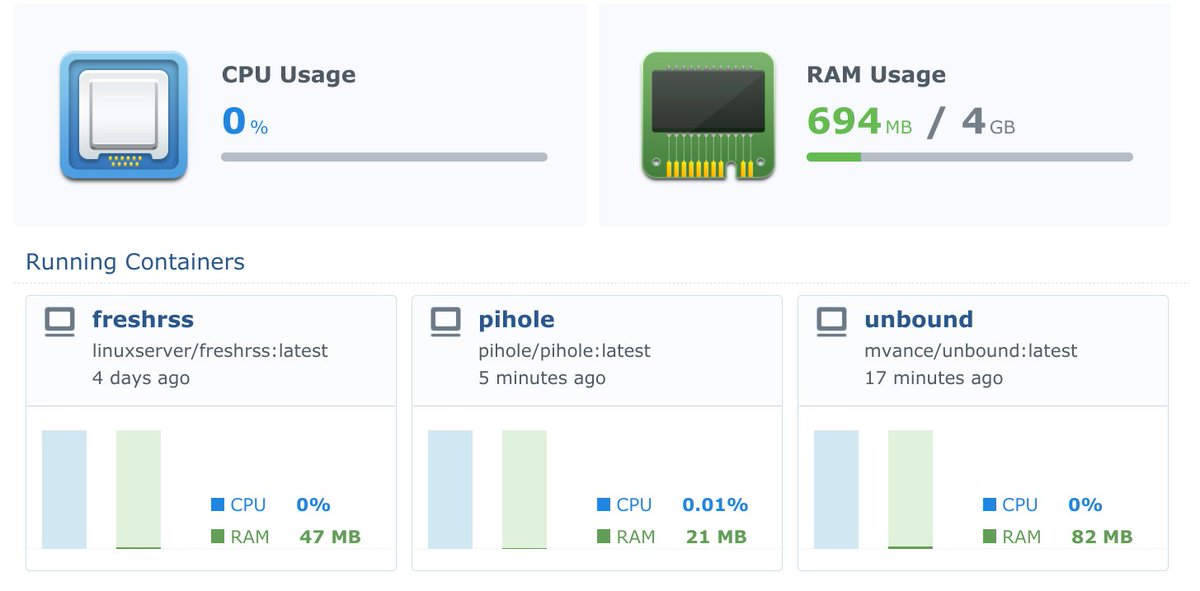 CPU Usage
0 %
RAM Usage
694 MB / 4 GB
Running Containers
freshrss
linuxserver/freshrss:latest
4 days ago
CPU 0%
RAM 47 MB
pihole
pihole/pihole:latest
5 minutes ago
CPU 0.01%
RAM 21 MB
unbound
mvance/unbound:latest
17 minutes ago
CPU 0%
RAM 82 MB